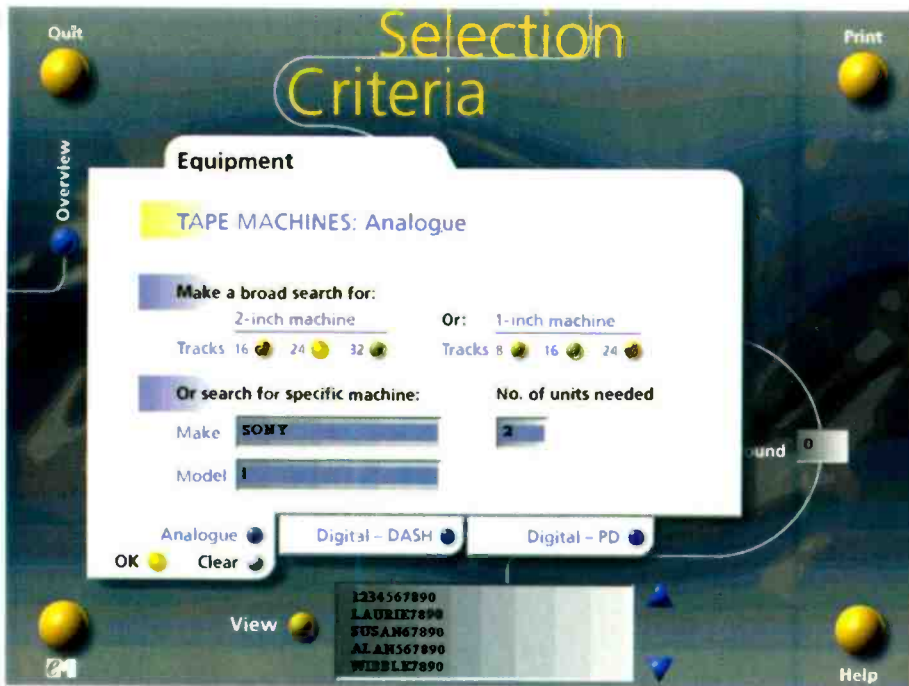 Quit
Selection
Criteria
Print
Overview
Equipment
TAPE MACHINES: Analogue
Make a broad search for:
2-inch machine
Or: 1-inch machine
Tracks 16 24 32
Tracks 8 16 24
Or search for specific machine:
No. of units needed
Make SONY
2
Model
ound 0
Analogue
Digital – DASH
Digital – PD
OK Clear
View
1234567890
LAURIE7890
SUSAN67890
ALAN567890
WIBBLE7890
Help